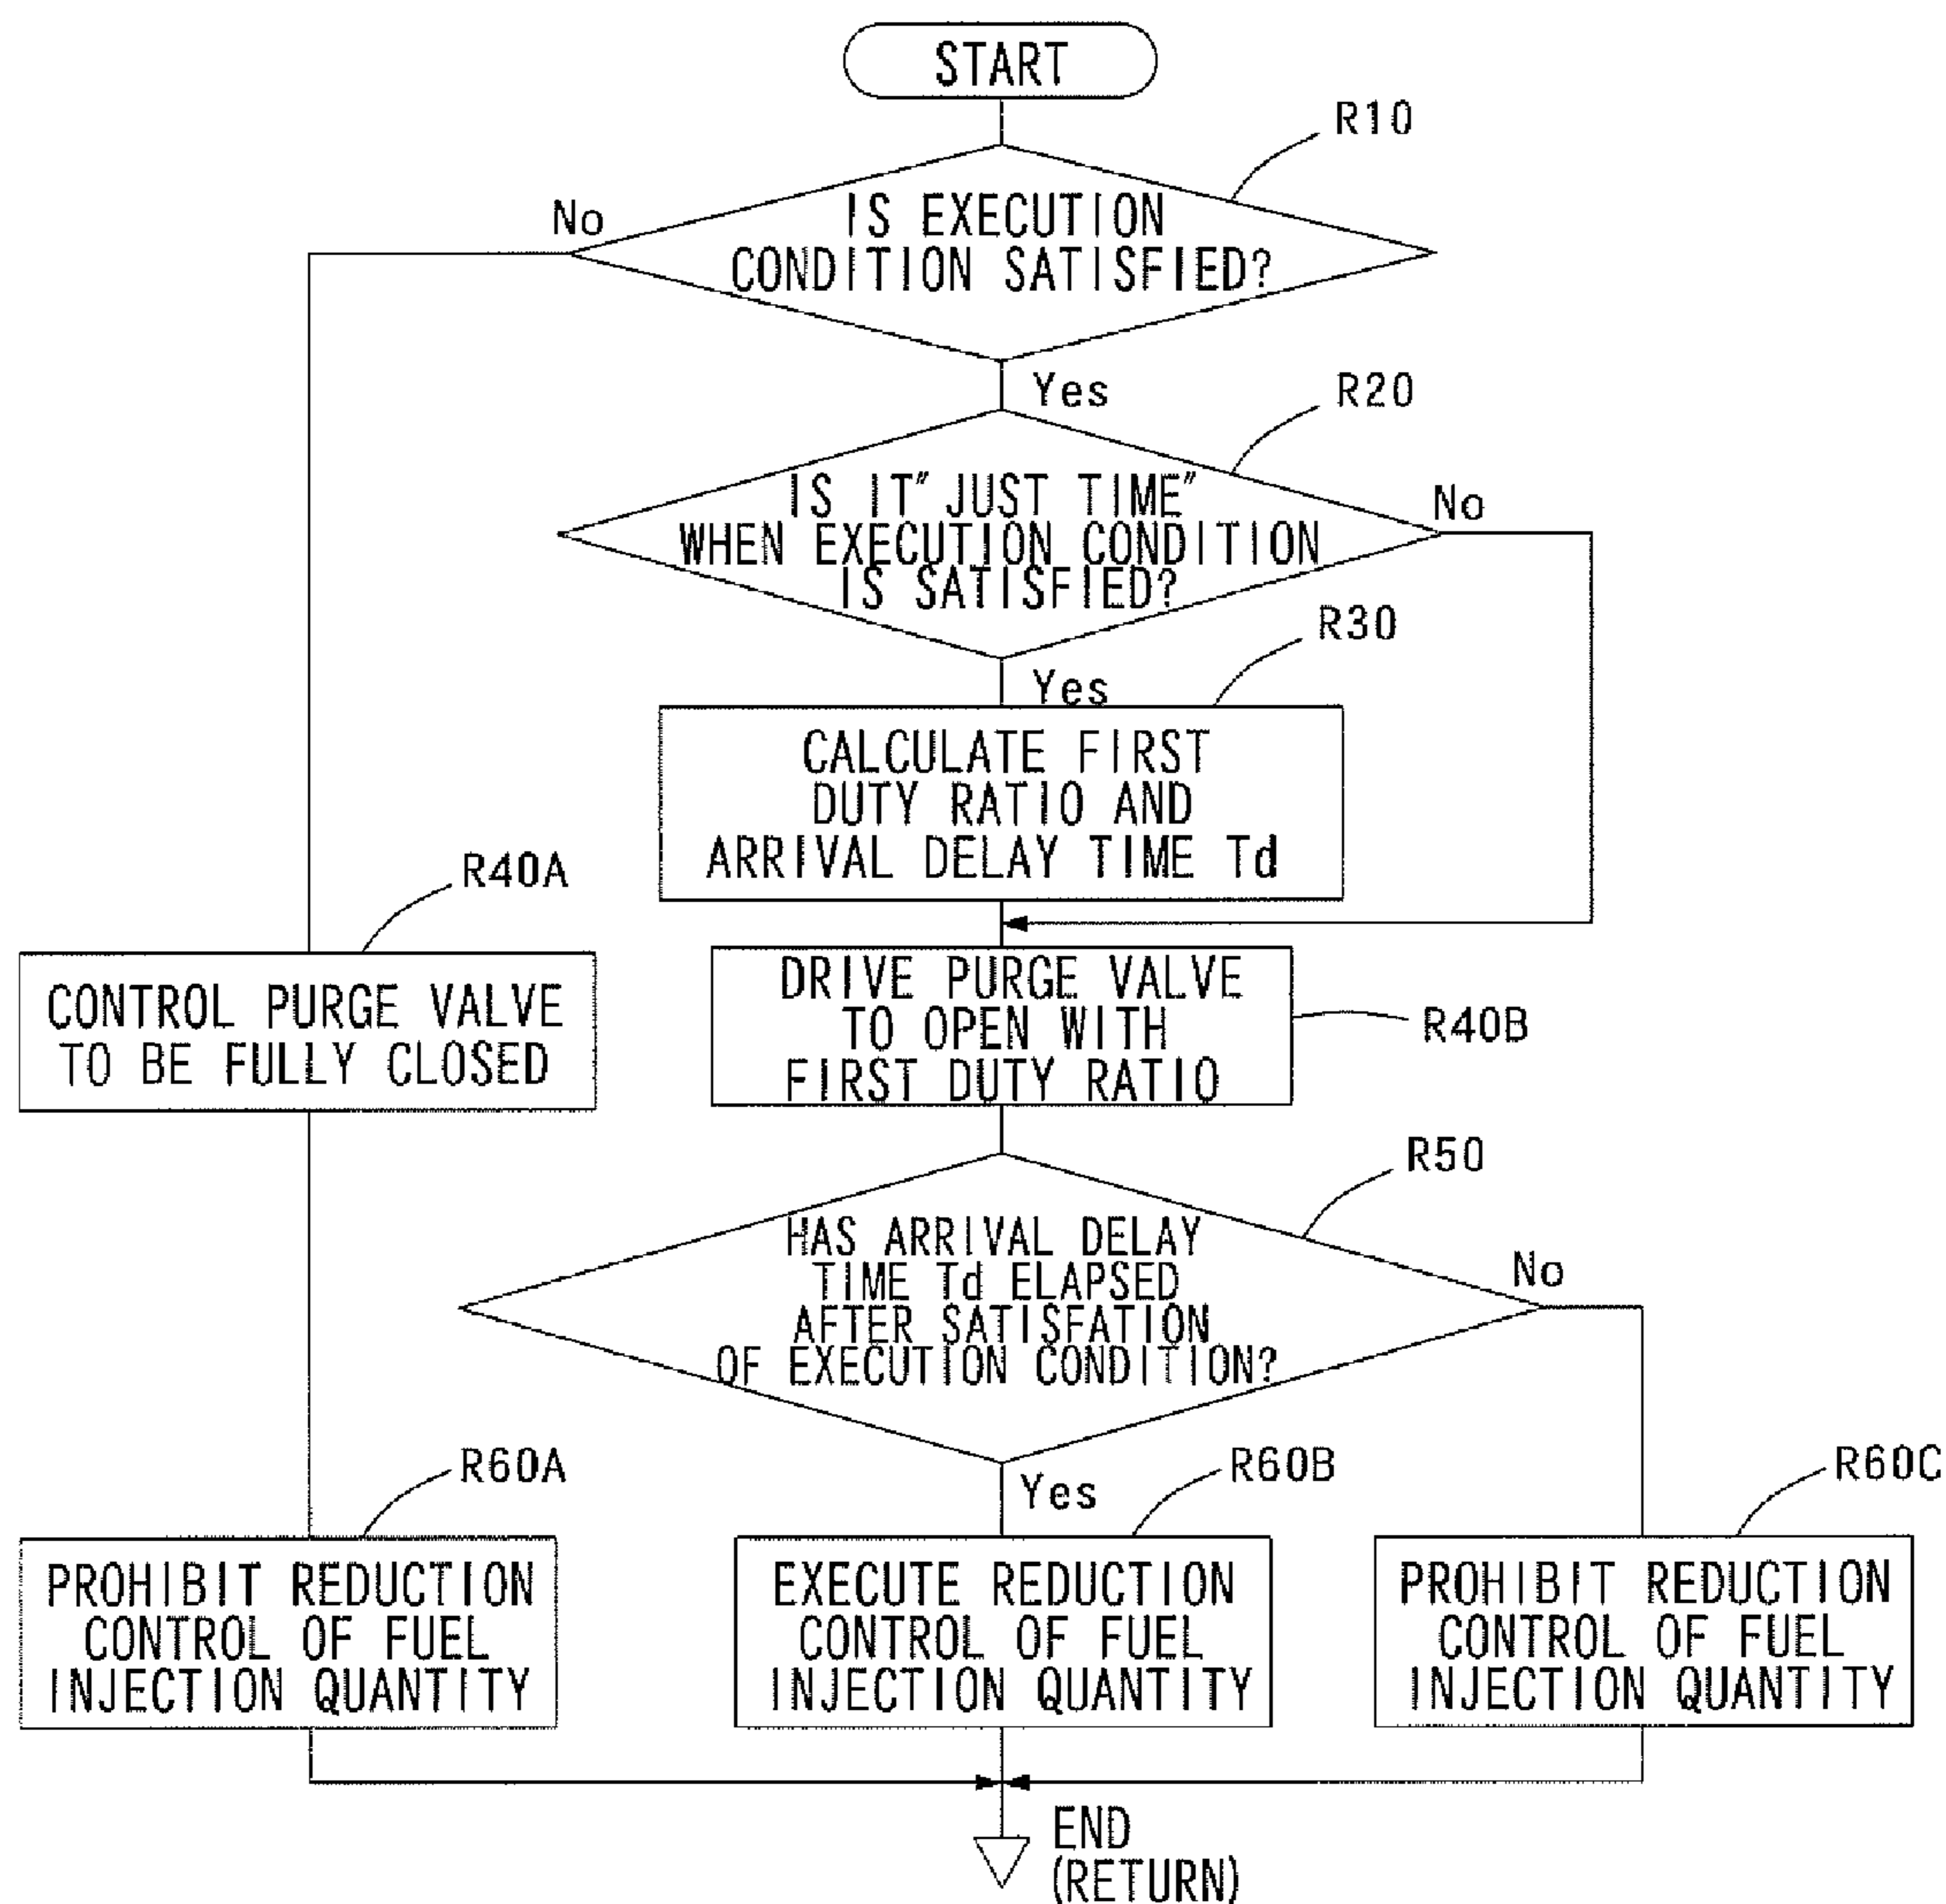 START
R10
IS EXECUTION
CONDITION SATISFIED?
No
Yes
R20
IS IT"JUST TIME"
WHEN EXECUTION CONDITION
IS SATISFIED?
No
Yes
R30
CALCULATE FIRST
DUTY RATIO AND
ARRIVAL DELAY TIME Td
R40A
CONTROL PURGE VALVE
TO BE FULLY CLOSED
DRIVE PURGE VALVE
TO OPEN WITH
FIRST DUTY RATIO
R40B
R50
HAS ARRIVAL DELAY
TIME Td ELAPSED
AFTER SATISFATION
OF EXECUTION CONDITION?
No
Yes
R60A
PROHIBIT REDUCTION
CONTROL OF FUEL
INJECTION QUANTITY
R60B
EXECUTE REDUCTION
CONTROL OF FUEL
INJECTION QUANTITY
R60C
PROHIBIT REDUCTION
CONTROL OF FUEL
INJECTION QUANTITY
END
(RETURN)